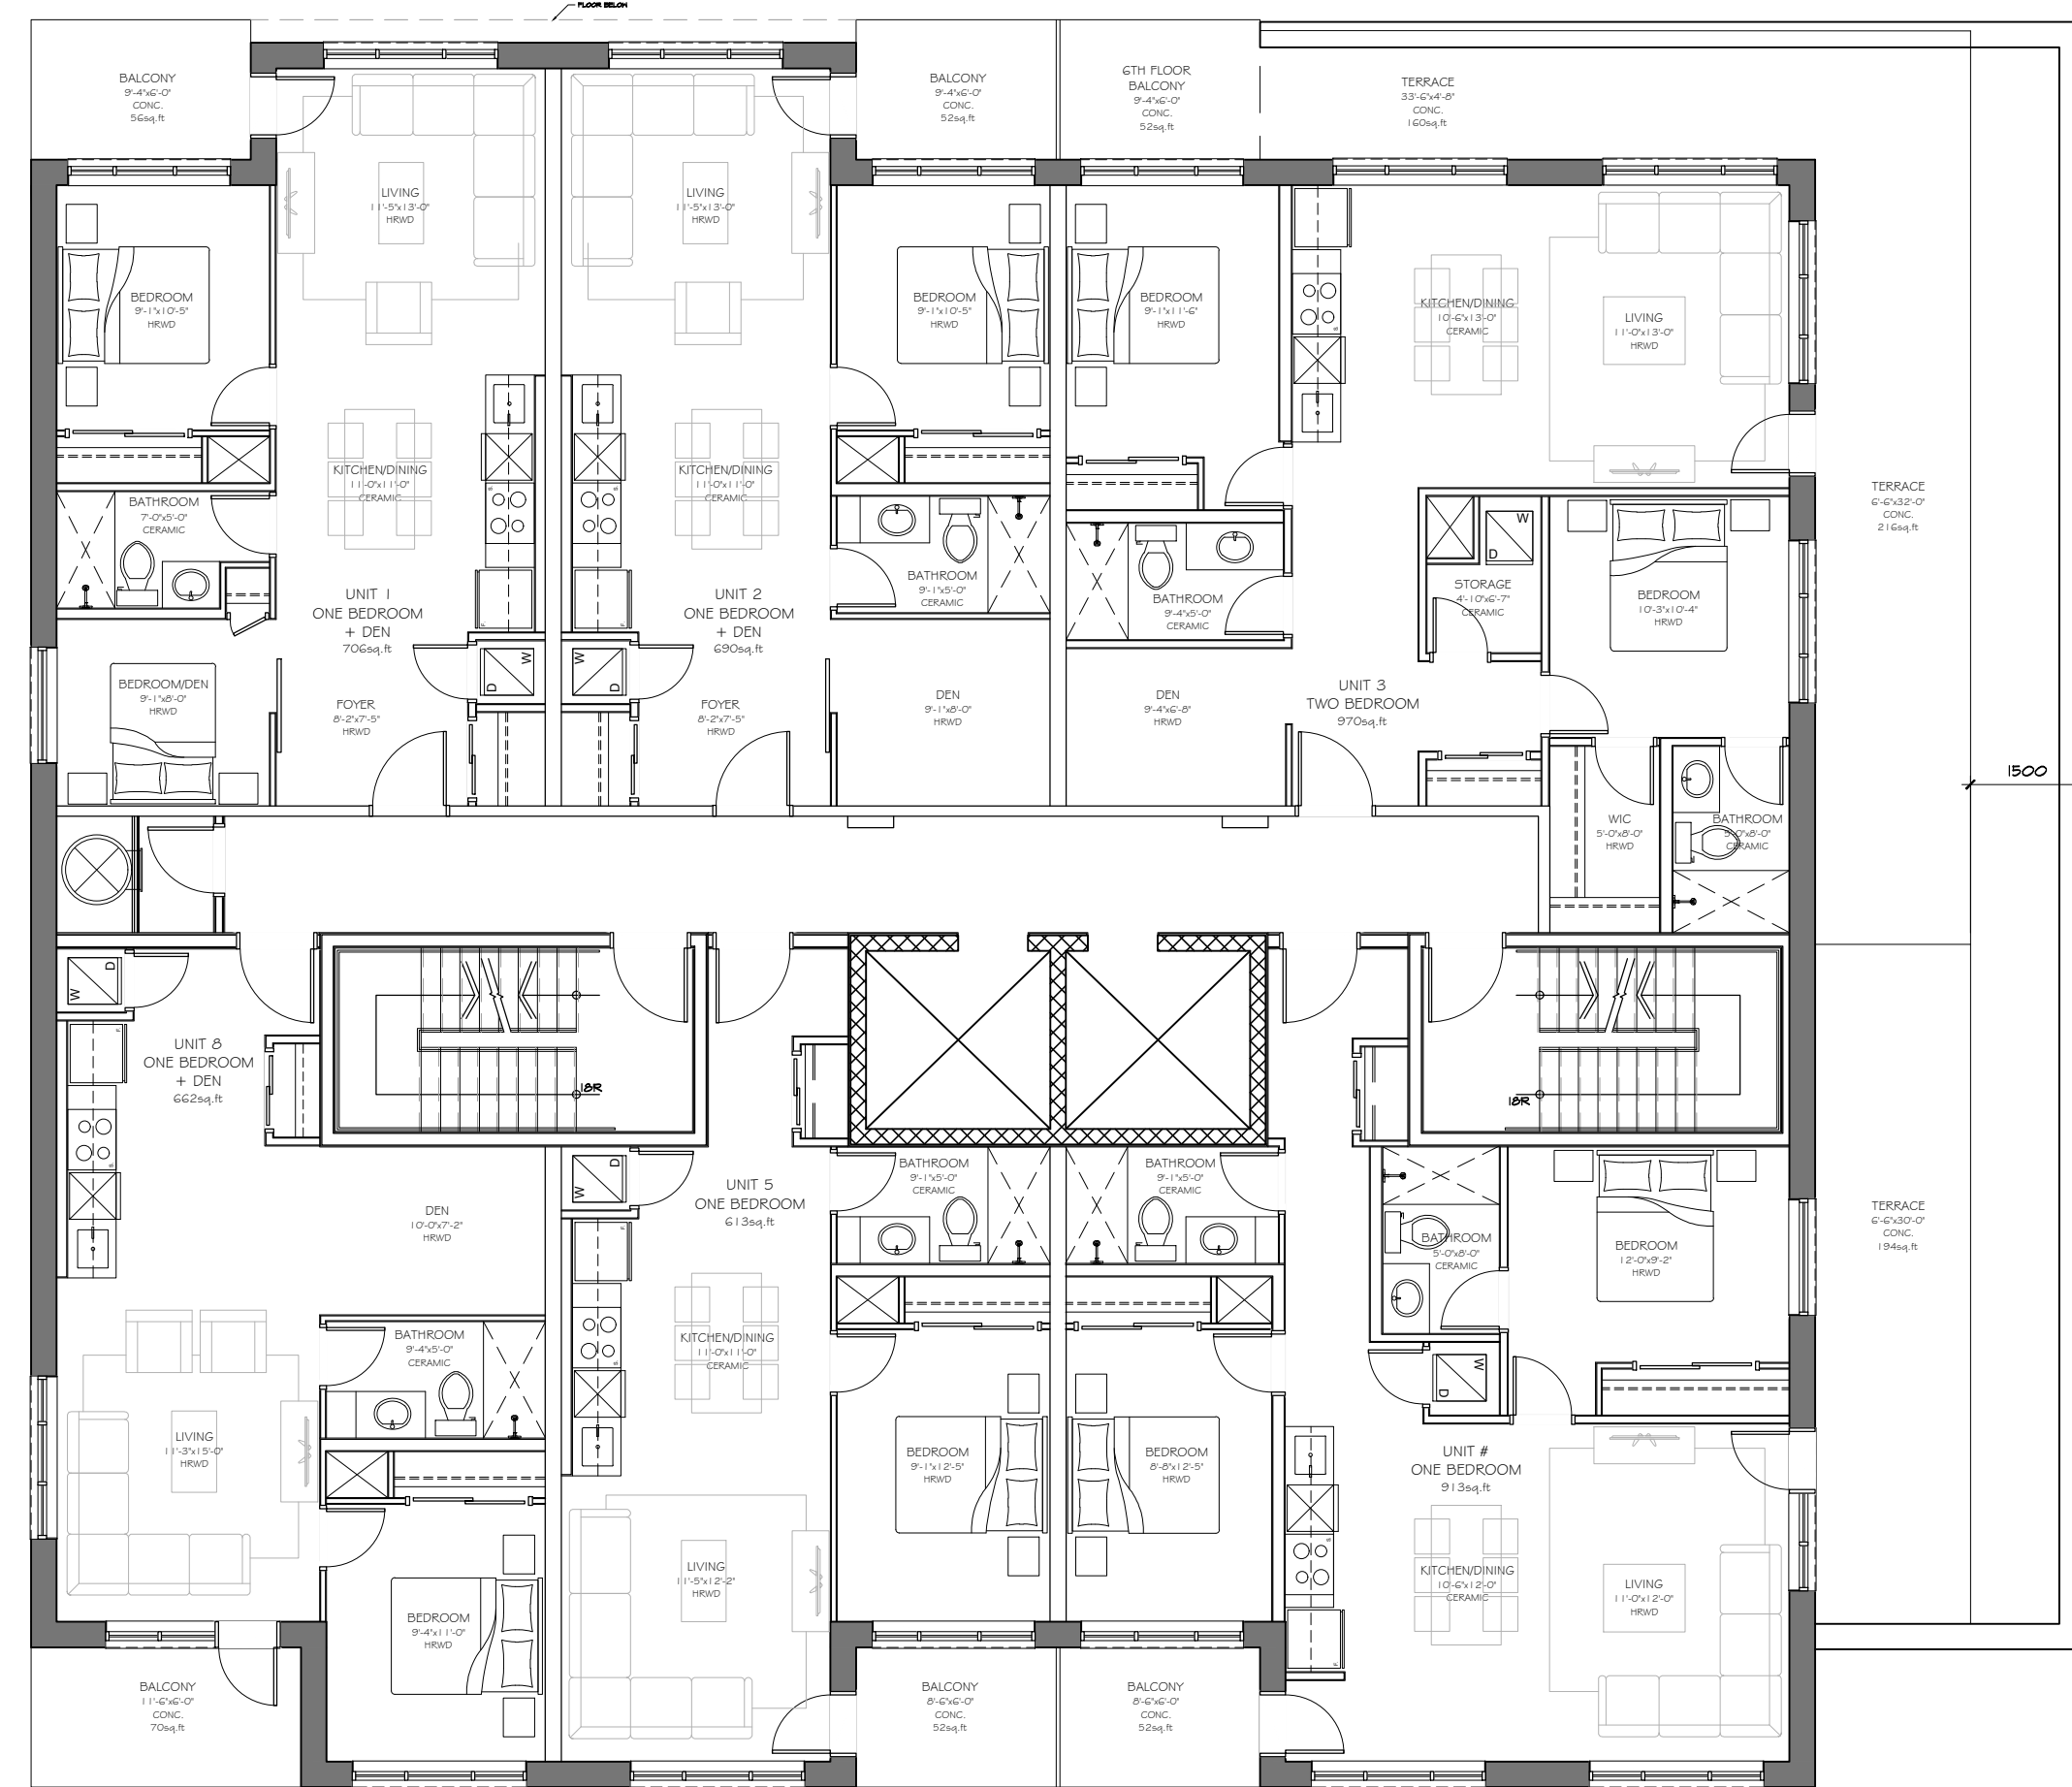 FLOOR BELOW
BALCONY
9'-4"x6'-0"
CONC.
56sq.ft
BALCONY
9'-4"x6'-0"
CONC.
52sq.ft
6TH FLOOR
BALCONY
9'-4"x6'-0"
CONC.
52sq.ft
TERRACE
33'-6"x4'-8"
CONC.
160sq.ft
LIVING
11'-5"x13'-0"
HRWD
LIVING
11'-5"x13'-0"
HRWD
BEDROOM
9'-1"x10'-5"
HRWD
BEDROOM
9'-1"x10'-5"
HRWD
BEDROOM
9'-1"x11'-6"
HRWD
KITCHEN/DINING
10'-6"x13'-0"
CERAMIC
LIVING
11'-0"x13'-0"
HRWD
KITCHEN/DINING
11'-0"x11'-0"
CERAMIC
KITCHEN/DINING
11'-0"x11'-0"
CERAMIC
BATHROOM
7'-0"x5'-0"
CERAMIC
TERRACE
6'-6"x32'-0"
CONC.
216sq.ft
W
D
BATHROOM
9'-1"x5'-0"
CERAMIC
STORAGE
4'-10"x6'-7"
CERAMIC
BEDROOM
10'-3"x10'-4"
HRWD
BATHROOM
9'-4"x5'-0"
CERAMIC
UNIT 1
ONE BEDROOM
+ DEN
706sq.ft
UNIT 2
ONE BEDROOM
+ DEN
690sq.ft
W
D
W
D
BEDROOM/DEN
9'-1"x8'-0"
HRWD
FOYER
8'-2"x7'-5"
HRWD
FOYER
8'-2"x7'-5"
HRWD
DEN
9'-1"x8'-0"
HRWD
DEN
9'-4"x6'-8"
HRWD
UNIT 3
TWO BEDROOM
970sq.ft
1500
WIC
5'-0"x8'-0"
HRWD
BATHROOM
5'-0"x8'-0"
CERAMIC
D
W
UNIT 8
ONE BEDROOM
+ DEN
662sq.ft
18R
18R
D
W
UNIT 5
ONE BEDROOM
613sq.ft
BATHROOM
9'-1"x5'-0"
CERAMIC
BATHROOM
9'-1"x5'-0"
CERAMIC
DEN
10'-0"x7'-2"
HRWD
BATHROOM
5'-0"x8'-0"
CERAMIC
BEDROOM
12'-0"x9'-2"
HRWD
TERRACE
6'-6"x30'-0"
CONC.
194sq.ft
BATHROOM
9'-4"x5'-0"
CERAMIC
KITCHEN/DINING
11'-0"x11'-0"
CERAMIC
W
D
LIVING
11'-3"x15'-0"
HRWD
BEDROOM
9'-1"x12'-5"
HRWD
BEDROOM
8'-8"x12'-5"
HRWD
UNIT #
ONE BEDROOM
913sq.ft
LIVING
11'-5"x12'-2"
HRWD
KITCHEN/DINING
10'-6"x12'-0"
CERAMIC
LIVING
11'-0"x12'-0"
HRWD
BEDROOM
9'-4"x11'-0"
HRWD
BALCONY
11'-6"x6'-0"
CONC.
70sq.ft
BALCONY
8'-6"x6'-0"
CONC.
52sq.ft
BALCONY
8'-6"x6'-0"
CONC.
52sq.ft